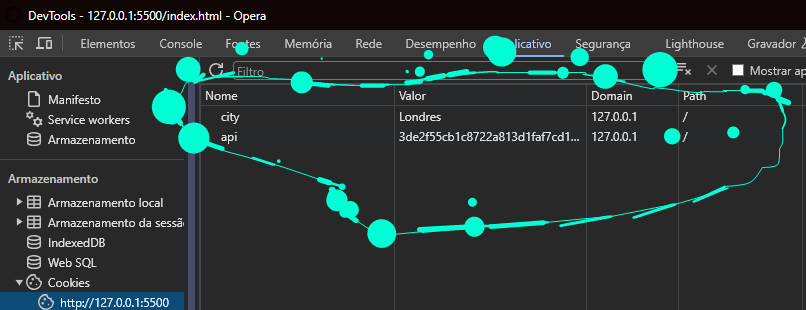 DevTools - 127.0.0.1:5500/index.html - Opera
Elementos Console Fontes Memória Rede Desempenho Segurança Lighthouse Gravador
Aplicativo
Filtro
Mostrar ap
Manifesto
Service workers
Armazenamento
Nome Valor Domain Path
city Londres 127.0.0.1 /
api 3de2f55cb1c8722a813d1faf7cd1... 127.0.0.1 /
Armazenamento
Armazenamento local
Armazenamento da sessã
IndexedDB
Web SQL
Cookies
http://127.0.0.1:5500